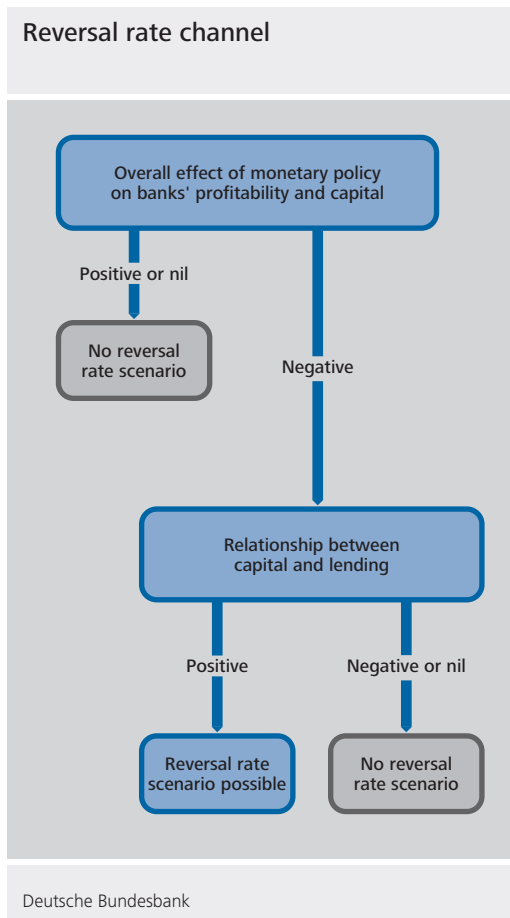 Reversal rate channel
Overall effect of monetary policy
on banks' profitability and capital
Positive or nil
No reversal
rate scenario
Negative
Relationship between
capital and lending
Positive
Negative or nil
Reversal rate
scenario possible
No reversal
rate scenario
Deutsche Bundesbank